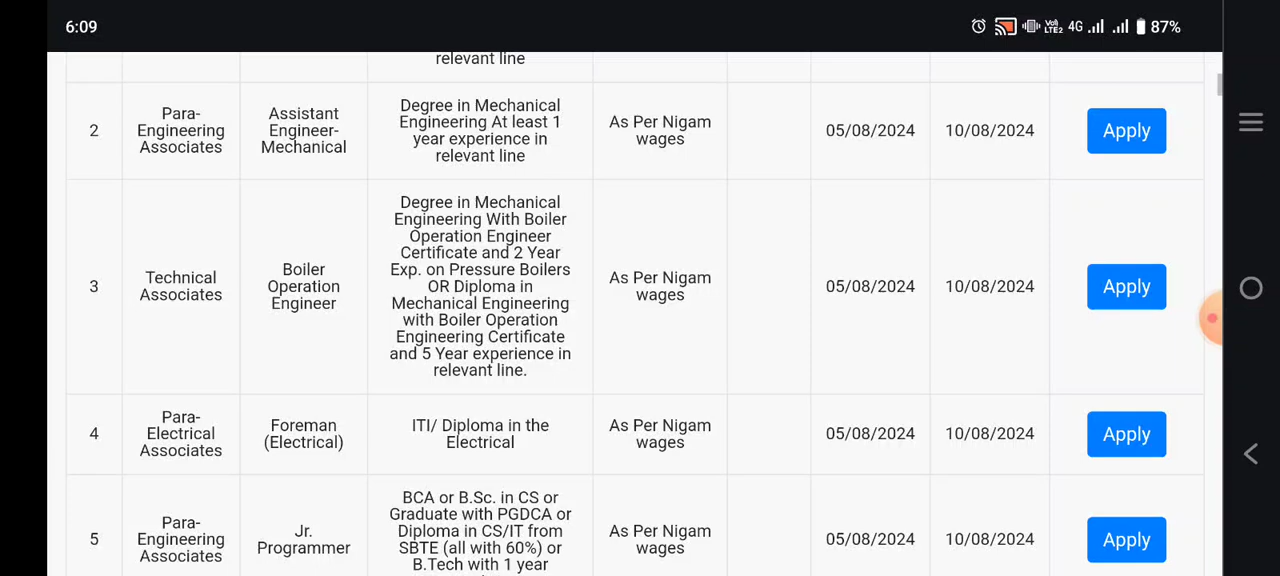 6:09
Vo) 4G 87%
LTE2
relevant line
2
Para-
Engineering
Associates
Assistant
Engineer-
Mechanical
Degree in Mechanical
Engineering At least 1
year experience in
relevant line
As Per Nigam
wages
05/08/2024
10/08/2024
Apply
3
Technical
Associates
Boiler
Operation
Engineer
Degree in Mechanical
Engineering With Boiler
Operation Engineer
Certificate and 2 Year
Exp. on Pressure Boilers
OR Diploma in
Mechanical Engineering
with Boiler Operation
Engineering Certificate
and 5 Year experience in
relevant line.
As Per Nigam
wages
05/08/2024
10/08/2024
Apply
4
Para-
Electrical
Associates
Foreman
(Electrical)
ITI/ Diploma in the
Electrical
As Per Nigam
wages
05/08/2024
10/08/2024
Apply
5
Para-
Engineering
Associates
Jr.
Programmer
BCA or B.Sc. in CS or
Graduate with PGDCA or
Diploma in CS/IT from
SBTE (all with 60%) or
B.Tech with 1 year
As Per Nigam
wages
05/08/2024
10/08/2024
Apply